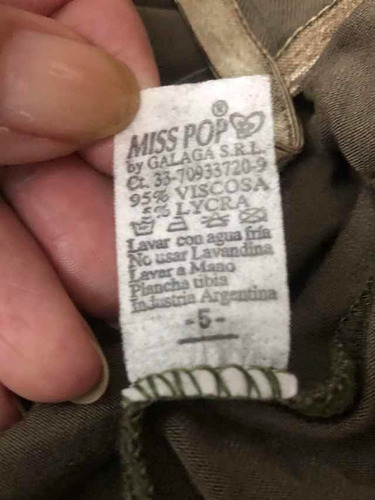 MISS POP®
by GALAGA S.R.L.
Ct. 33-70933720-9
95% VISCOSA
5% LYCRA
Lavar con agua fría
No usar Lavandina
Lavar a Mano
Plancha tibia
Industria Argentina
-5-